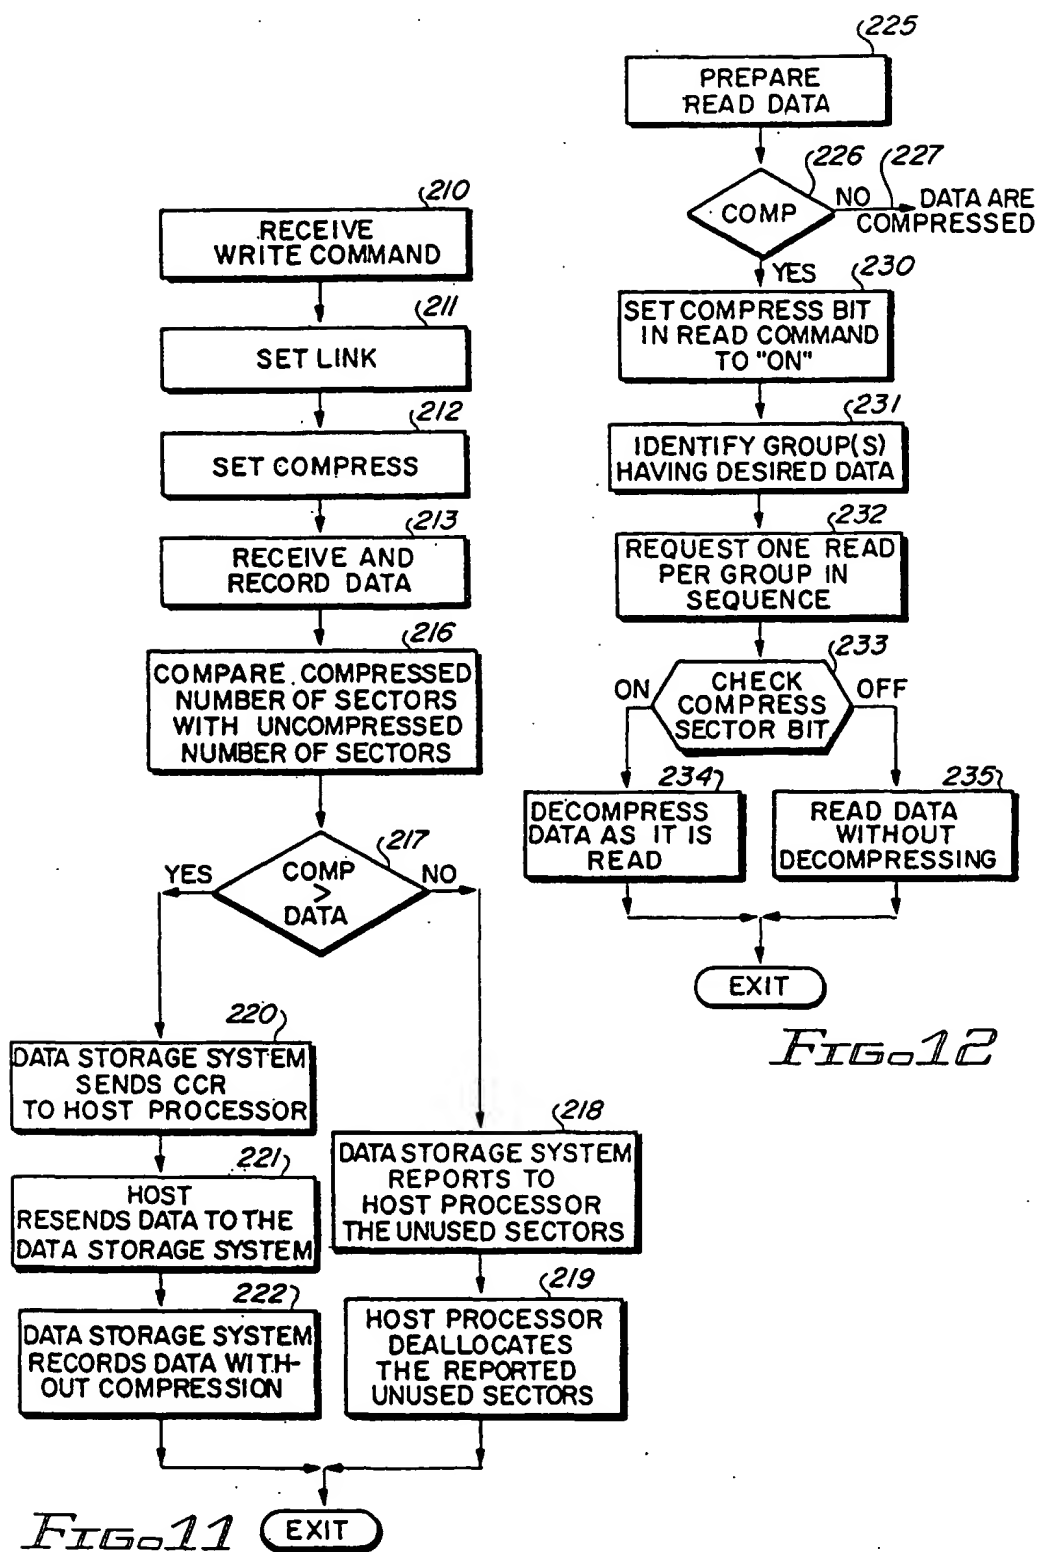 210
RECEIVE
WRITE COMMAND
211
SET LINK
212
SET COMPRESS
213
RECEIVE AND
RECORD DATA
216
COMPARE COMPRESSED
NUMBER OF SECTORS
WITH UNCOMPRESSED
NUMBER OF SECTORS
217
YES
COMP
>
DATA
NO
220
DATA STORAGE SYSTEM
SENDS CCR
TO HOST PROCESSOR
221
HOST
RESENDS DATA TO THE
DATA STORAGE SYSTEM
222
DATA STORAGE SYSTEM
RECORDS DATA WITH-
OUT COMPRESSION
218
DATA STORAGE SYSTEM
REPORTS TO
HOST PROCESSOR
THE UNUSED SECTORS
219
HOST PROCESSOR
DEALLOCATES
THE REPORTED
UNUSED SECTORS
EXIT
FIG. 11
225
PREPARE
READ DATA
226
COMP
227
NO
DATA ARE
COMPRESSED
YES
230
SET COMPRESS BIT
IN READ COMMAND
TO "ON"
231
IDENTIFY GROUP(S)
HAVING DESIRED DATA
232
REQUEST ONE READ
PER GROUP IN
SEQUENCE
233
ON
CHECK
COMPRESS
SECTOR BIT
OFF
234
DECOMPRESS
DATA AS IT IS
READ
235
READ DATA
WITHOUT
DECOMPRESSING
EXIT
FIG. 12